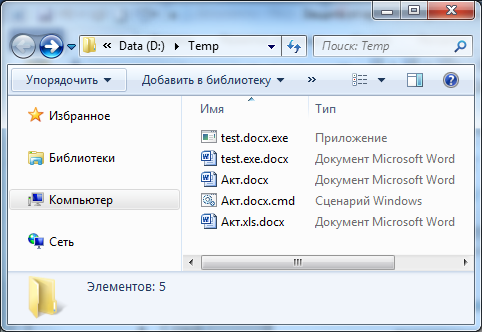 « Data (D:) ▸ Temp Поиск: Temp
Упорядочить Добавить в библиотеку »
Имя Тип
Избранное
Библиотеки
Компьютер
Сеть
test.docx.exe Приложение
test.exe.docx Документ Microsoft Word
Акт.docx Документ Microsoft Word
Акт.docx.cmd Сценарий Windows
Акт.xls.docx Документ Microsoft Word
Элементов: 5